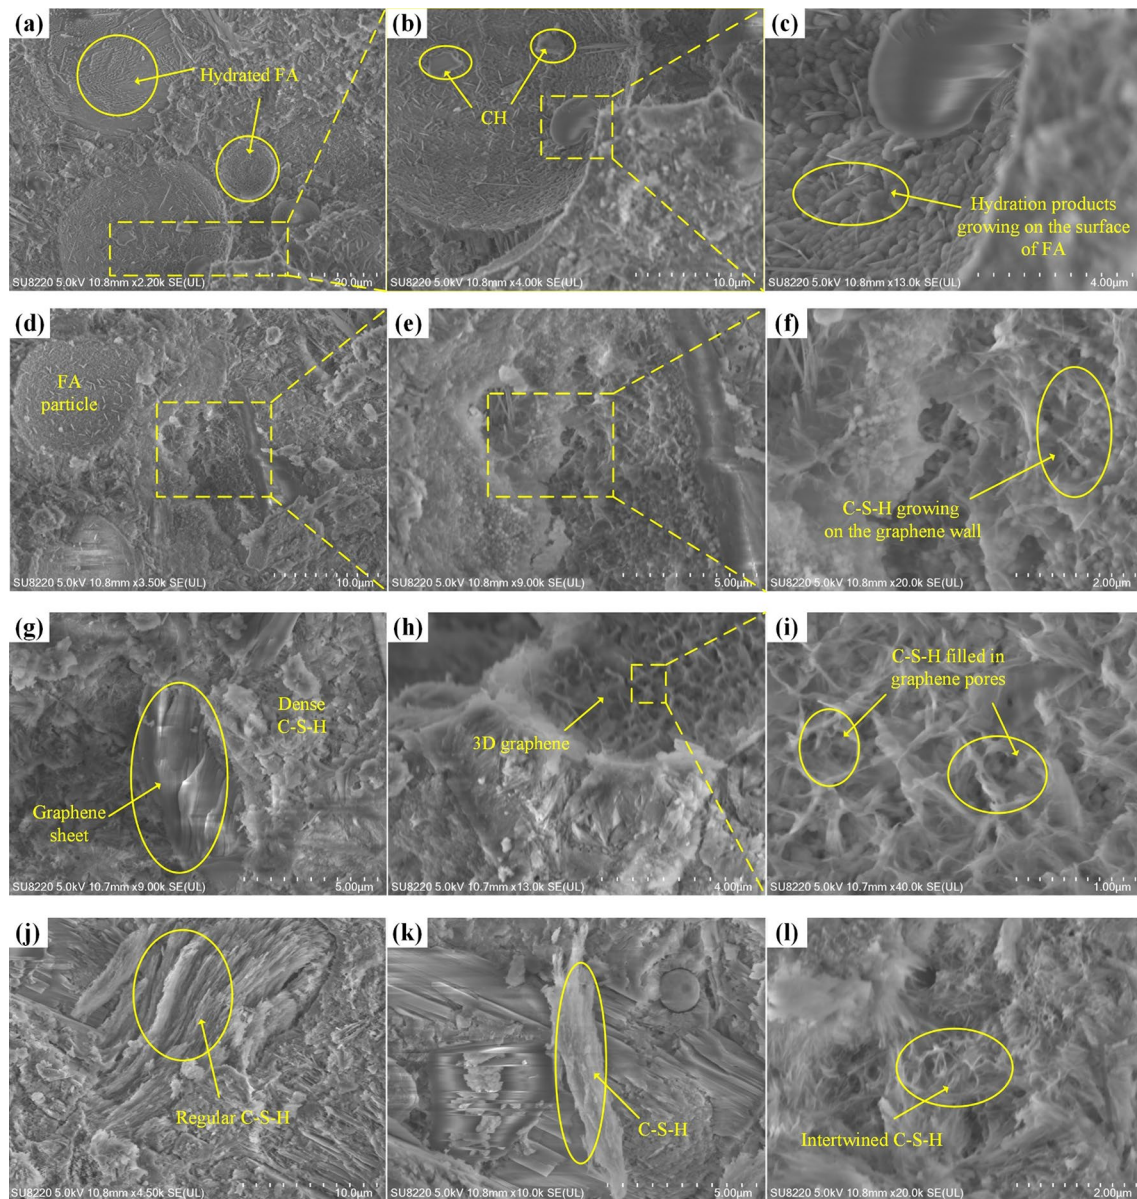 (a)
Hydrated FA
SU8220 5.0kV 10.8mm x2.20k SE(UL)
20.0µm
(b)
CH
SU8220 5.0kV 10.8mm x4.00k SE(UL)
10.0µm
(c)
Hydration products
growing on the surface
of FA
SU8220 5.0kV 10.8mm x13.0k SE(UL)
4.00µm
(d)
FA
particle
SU8220 5.0kV 10.8mm x3.50k SE(UL)
10.0µm
(e)
SU8220 5.0kV 10.8mm x9.00k SE(UL)
5.00µm
(f)
C-S-H growing
on the graphene wall
SU8220 5.0kV 10.8mm x20.0k SE(UL)
2.00µm
(g)
Dense
C-S-H
Graphene
sheet
SU8220 5.0kV 10.7mm x9.00k SE(UL)
5.00µm
(h)
3D graphene
SU8220 5.0kV 10.7mm x13.0k SE(UL)
4.00µm
(i)
C-S-H filled in
graphene pores
SU8220 5.0kV 10.7mm x40.0k SE(UL)
1.00µm
(j)
Regular C-S-H
SU8220 5.0kV 10.8mm x4.50k SE(UL)
10.0µm
(k)
C-S-H
SU8220 5.0kV 10.8mm x10.0k SE(UL)
5.00µm
(l)
Intertwined C-S-H
SU8220 5.0kV 10.8mm x20.0k SE(UL)
2.00µm